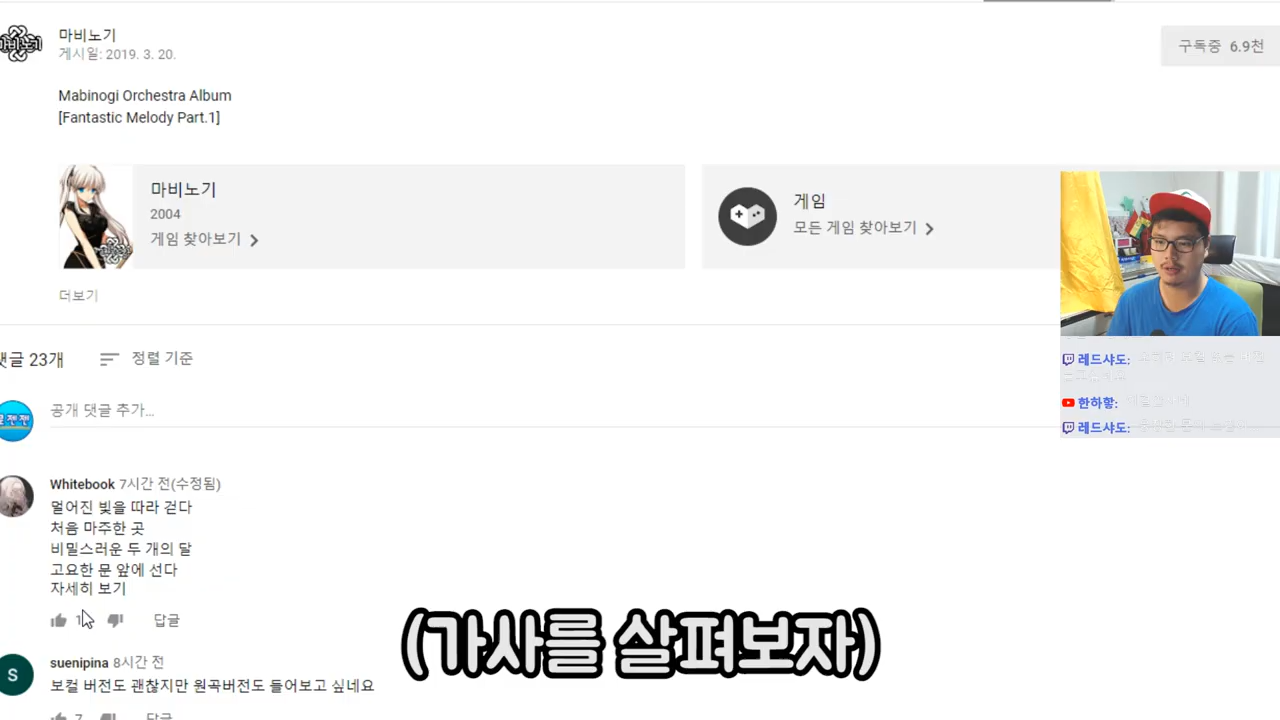 마비노기
게시일: 2019. 3. 20.
구독중 6.9천
Mabinogi Orchestra Album
[Fantastic Melody Part.1]
마비노기
2004
게임 찾아보기
게임
모든 게임 찾아보기
더보기
댓글 23개
정렬 기준
공개 댓글 추가...
레드샤도:
한하핳:
레드샤도:
Whitebook 7시간 전(수정됨)
멀어진 빛을 따라 걷다
처음 마주한 곳
비밀스러운 두 개의 달
고요한 문 앞에 선다
자세히 보기
답글
(가사를 살펴보자)
S
suenipina 8시간 전
보컬 버전도 괜찮지만 원곡버전도 들어보고 싶네요
7
답글